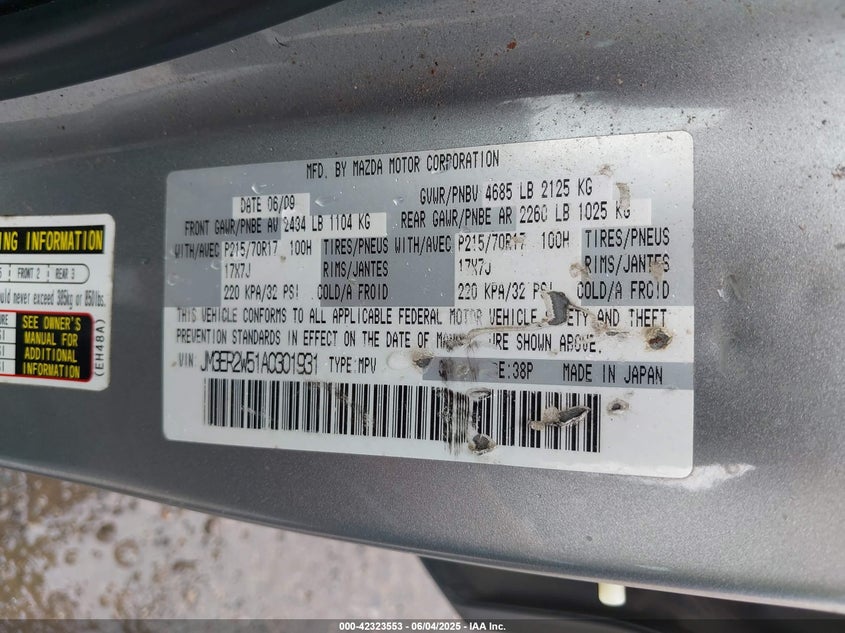 MFD. BY MAZDA MOTOR CORPORATION
DATE 06/09 GVWR/PNBV 4685 LB 2125 KG
FRONT GAWR/PNBE AV 2434 LB 1104 KG REAR GAWR/PNBE AR 2260 LB 1025 KG
WITH/AVEC P215/70R17 100H TIRES/PNEUS WITH/AVEC P215/70R17 100H TIRES/PNEUS
17X7J RIMS/JANTES 17X7J RIMS/JANTES
220 KPA/32 PSI COLD/A FROID 220 KPA/32 PSI COLD/A FROID
THIS VEHICLE CONFORMS TO ALL APPLICABLE FEDERAL MOTOR VEHICLE AND THEFT
PREVENTION STANDARDS IN EFFECT ON THE DATE OF SHOWN ABOVE.
VIN: JM3ER2W51A0301931 TYPE:MPV E:38P MADE IN JAPAN
INFORMATION
FRONT 2 REAR 3
never exceed 385kg or 850lbs.
SEE OWNER'S
MANUAL FOR
ADDITIONAL
INFORMATION
(EH48A)
000-42323553 - 06/04/2025 - IAA Inc.